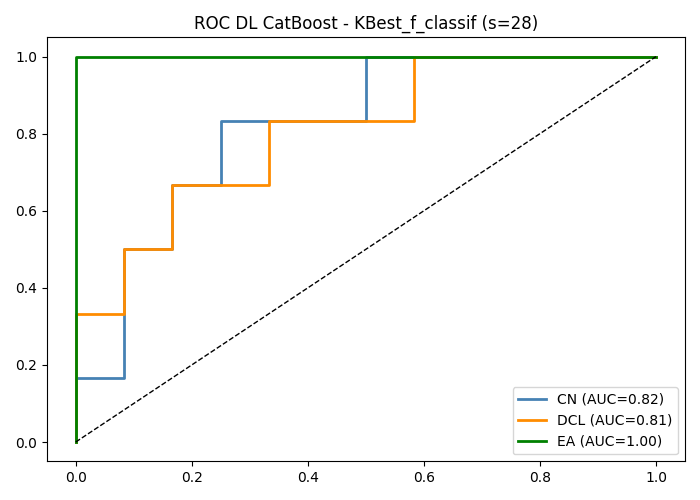 ROC DL CatBoost - KBest_f_classif (s=28)
1.0
0.8
0.6
0.4
0.2
0.0
CN (AUC=0.82)
DCL (AUC=0.81)
EA (AUC=1.00)
0.0 0.2 0.4 0.6 0.8 1.0